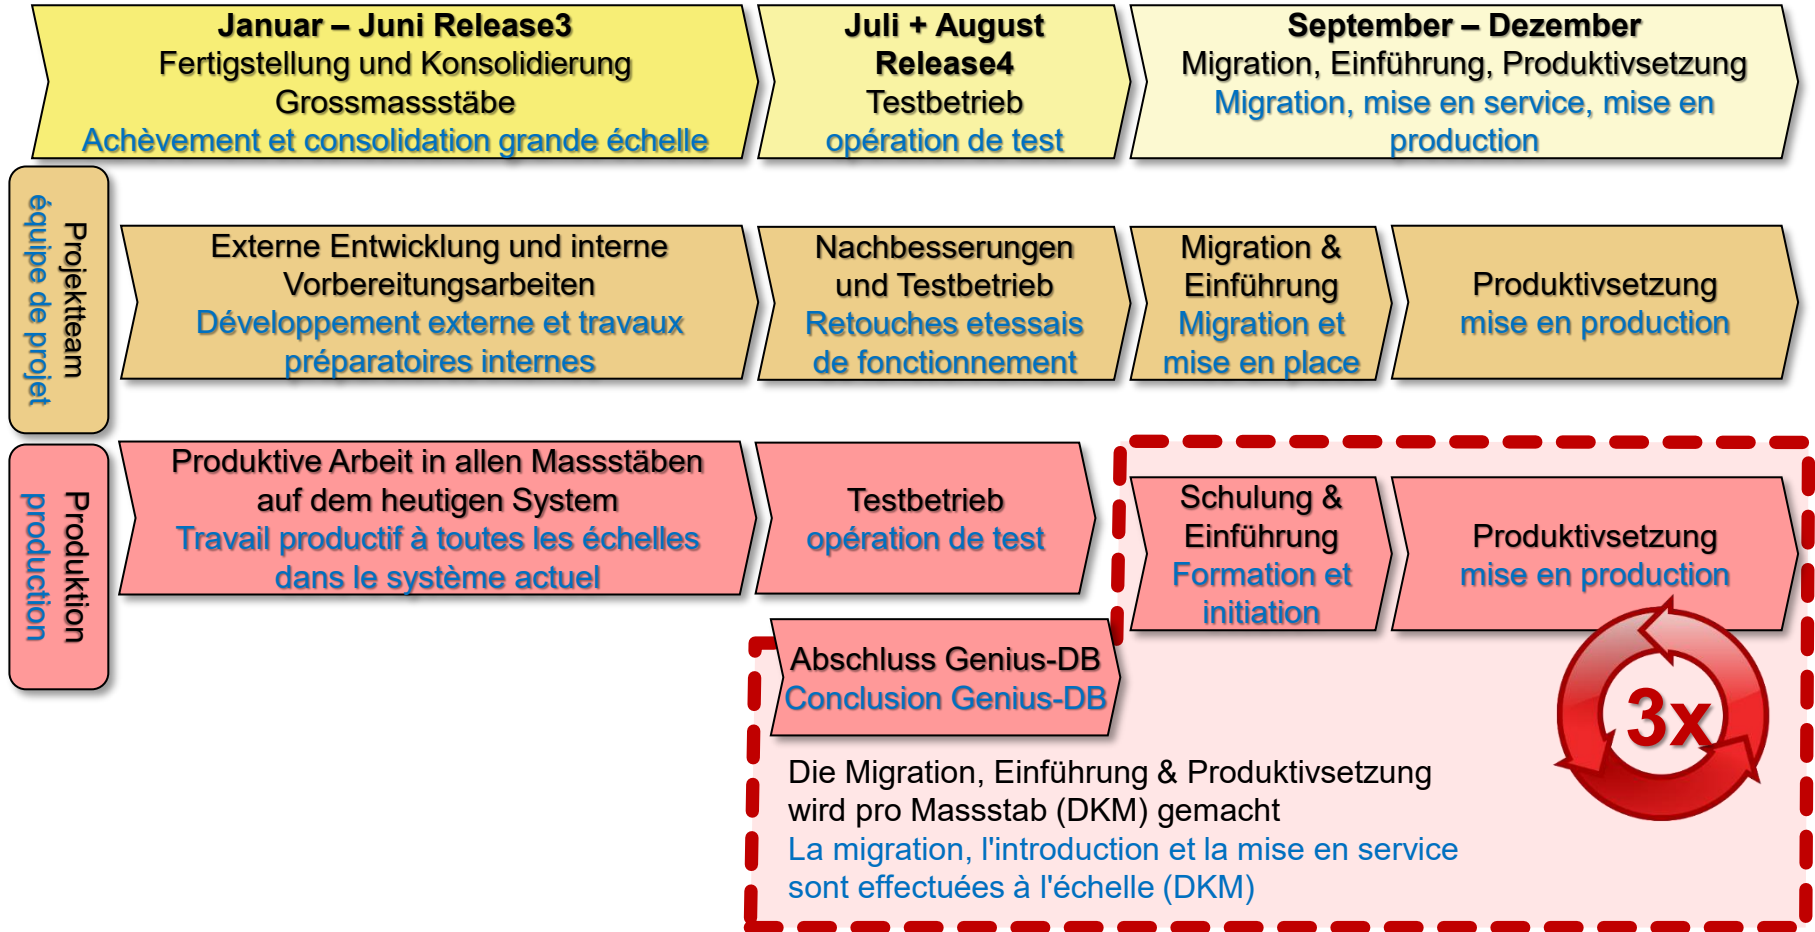 Januar – Juni Release3
Fertigstellung und Konsolidierung
Grossmassstäbe
Achèvement et consolidation grande échelle
Juli + August
Release4
Testbetrieb
opération de test
September – Dezember
Migration, Einführung, Produktivsetzung
Migration, mise en service, mise en
production
Projektteam
équipe de projet
Externe Entwicklung und interne
Vorbereitungsarbeiten
Développement externe et travaux
préparatoires internes
Nachbesserungen
und Testbetrieb
Retouches etessais
de fonctionnement
Migration &
Einführung
Migration et
mise en place
Produktivsetzung
mise en production
Produktion
production
Produktive Arbeit in allen Massstäben
auf dem heutigen System
Travail productif à toutes les échelles
dans le système actuel
Testbetrieb
opération de test
Schulung &
Einführung
Formation et
initiation
Produktivsetzung
mise en production
Abschluss Genius-DB
Conclusion Genius-DB
3x
Die Migration, Einführung & Produktivsetzung
wird pro Massstab (DKM) gemacht
La migration, l'introduction et la mise en service
sont effectuées à l'échelle (DKM)